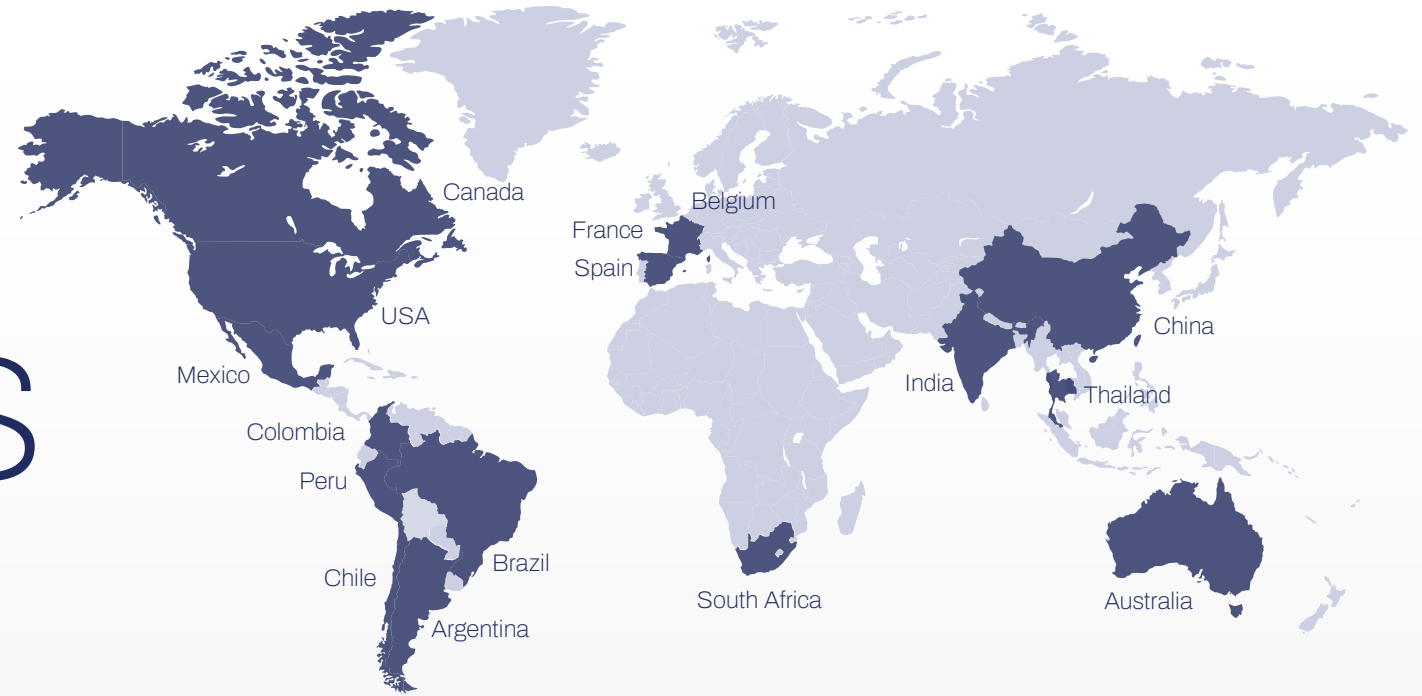 Canada
Belgium
France
Spain
USA
China
Mexico
India
Thailand
Colombia
Peru
Brazil
Chile
South Africa
Australia
Argentina
S